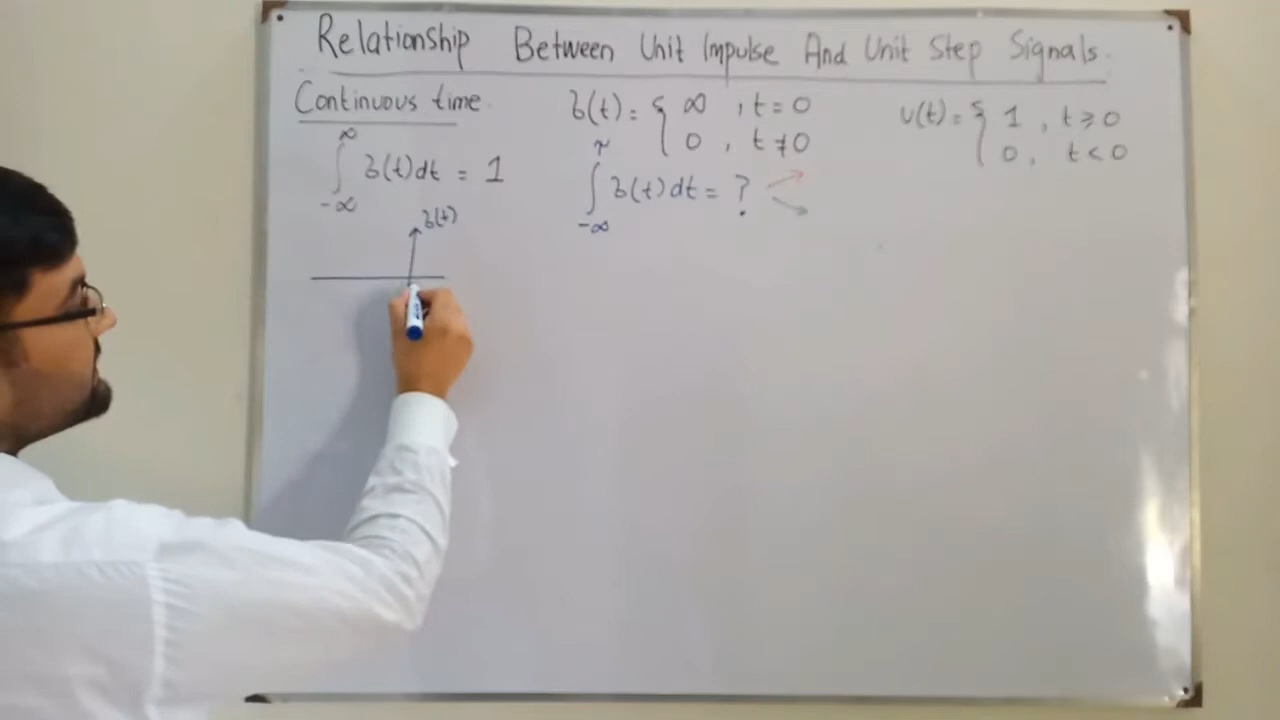 Relationship Between Unit Impulse And Unit Step Signals.
Continuous time.
∫_{-∞}^{∞} δ(t)dt = 1
δ(t)
δ(t) = { ∞ , t = 0
0 , t ≠ 0
∫_{-∞}^{τ} δ(t)dt = ?
u(t) = { 1 , t ≥ 0
0 , t < 0